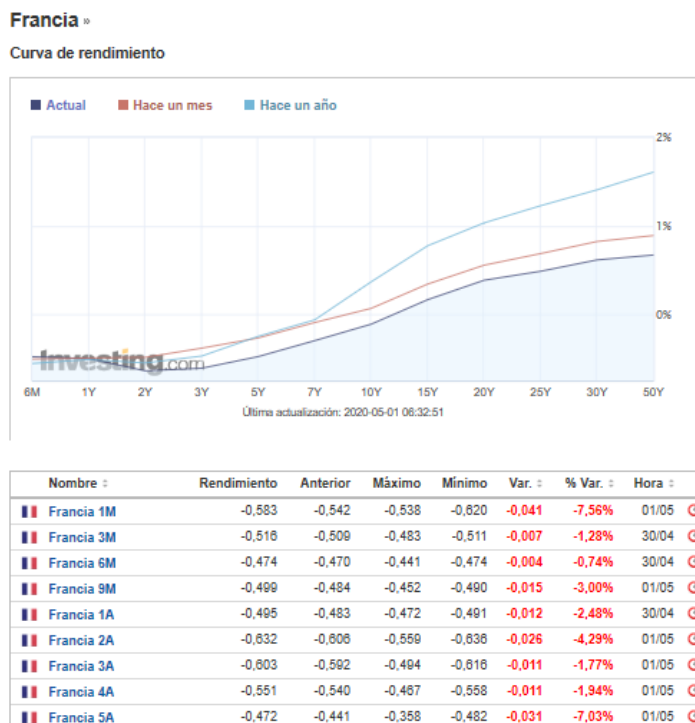 Francia »
Curva de rendimiento
Actual Hace un mes Hace un año
2%
1%
0%
Investing.com
6M 1Y 2Y 3Y 5Y 7Y 10Y 15Y 20Y 25Y 30Y 50Y
Última actualización: 2020-05-01 06:32:51
Nombre Rendimiento Anterior Máximo Mínimo Var. % Var. Hora
Francia 1M -0,583 -0,542 -0,538 -0,620 -0,041 -7,56% 01/05
Francia 3M -0,516 -0,509 -0,483 -0,511 -0,007 -1,28% 30/04
Francia 6M -0,474 -0,470 -0,441 -0,474 -0,004 -0,74% 30/04
Francia 9M -0,499 -0,484 -0,452 -0,490 -0,015 -3,00% 01/05
Francia 1A -0,495 -0,483 -0,472 -0,491 -0,012 -2,48% 30/04
Francia 2A -0,632 -0,606 -0,559 -0,636 -0,026 -4,29% 01/05
Francia 3A -0,603 -0,592 -0,494 -0,616 -0,011 -1,77% 01/05
Francia 4A -0,551 -0,540 -0,467 -0,558 -0,011 -1,94% 01/05
Francia 5A -0,472 -0,441 -0,358 -0,482 -0,031 -7,03% 01/05